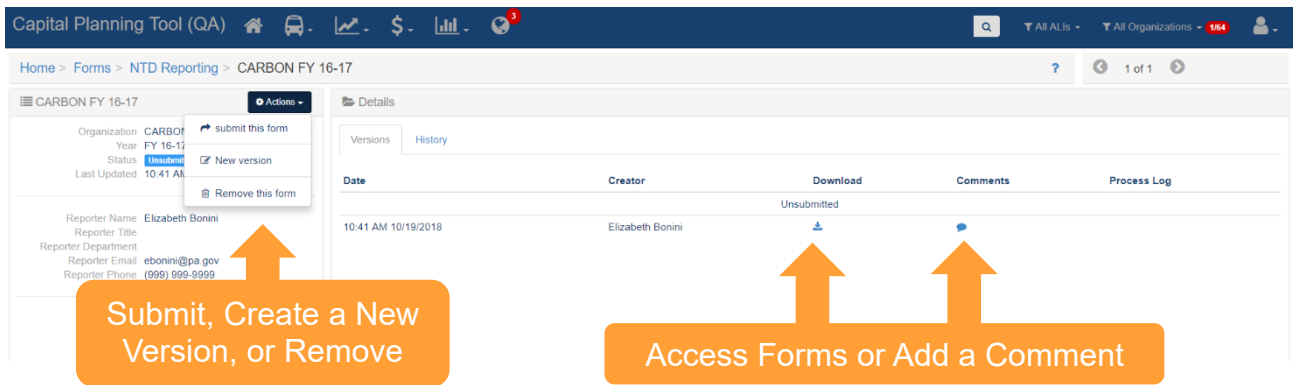 Capital Planning Tool (QA)
3
All ALIs
All Organizations
1/64
Home > Forms > NTD Reporting > CARBON FY 16-17
?
1 of 1
CARBON FY 16-17
Actions
Details
Organization CARBON
Year FY 16-17
Status Unsubmit
Last Updated 10:41 AM
submit this form
New version
Remove this form
Versions History
Date Creator Download Comments Process Log
Unsubmitted
10:41 AM 10/19/2018 Elizabeth Bonini
Reporter Name Elizabeth Bonini
Reporter Title
Reporter Department
Reporter Email ebonini@pa.gov
Reporter Phone (999) 999-9999
Submit, Create a New
Version, or Remove
Access Forms or Add a Comment